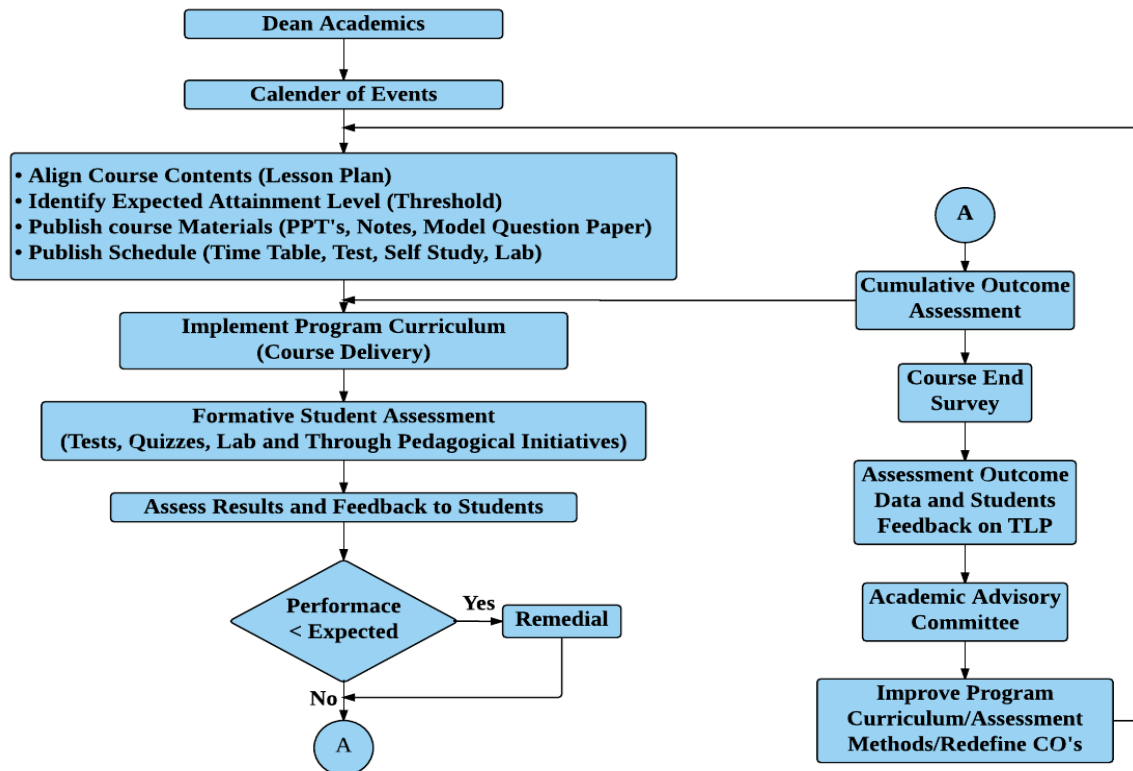 Dean Academics
Calender of Events
• Align Course Contents (Lesson Plan)
• Identify Expected Attainment Level (Threshold)
• Publish course Materials (PPT's, Notes, Model Question Paper)
• Publish Schedule (Time Table, Test, Self Study, Lab)
Implement Program Curriculum
(Course Delivery)
Formative Student Assessment
(Tests, Quizzes, Lab and Through Pedagogical Initiatives)
Assess Results and Feedback to Students
Performace
< Expected
Yes
Remedial
No
A
A
Cumulative Outcome
Assessment
Course End
Survey
Assessment Outcome
Data and Students
Feedback on TLP
Academic Advisory
Committee
Improve Program
Curriculum/Assessment
Methods/Redefine CO's